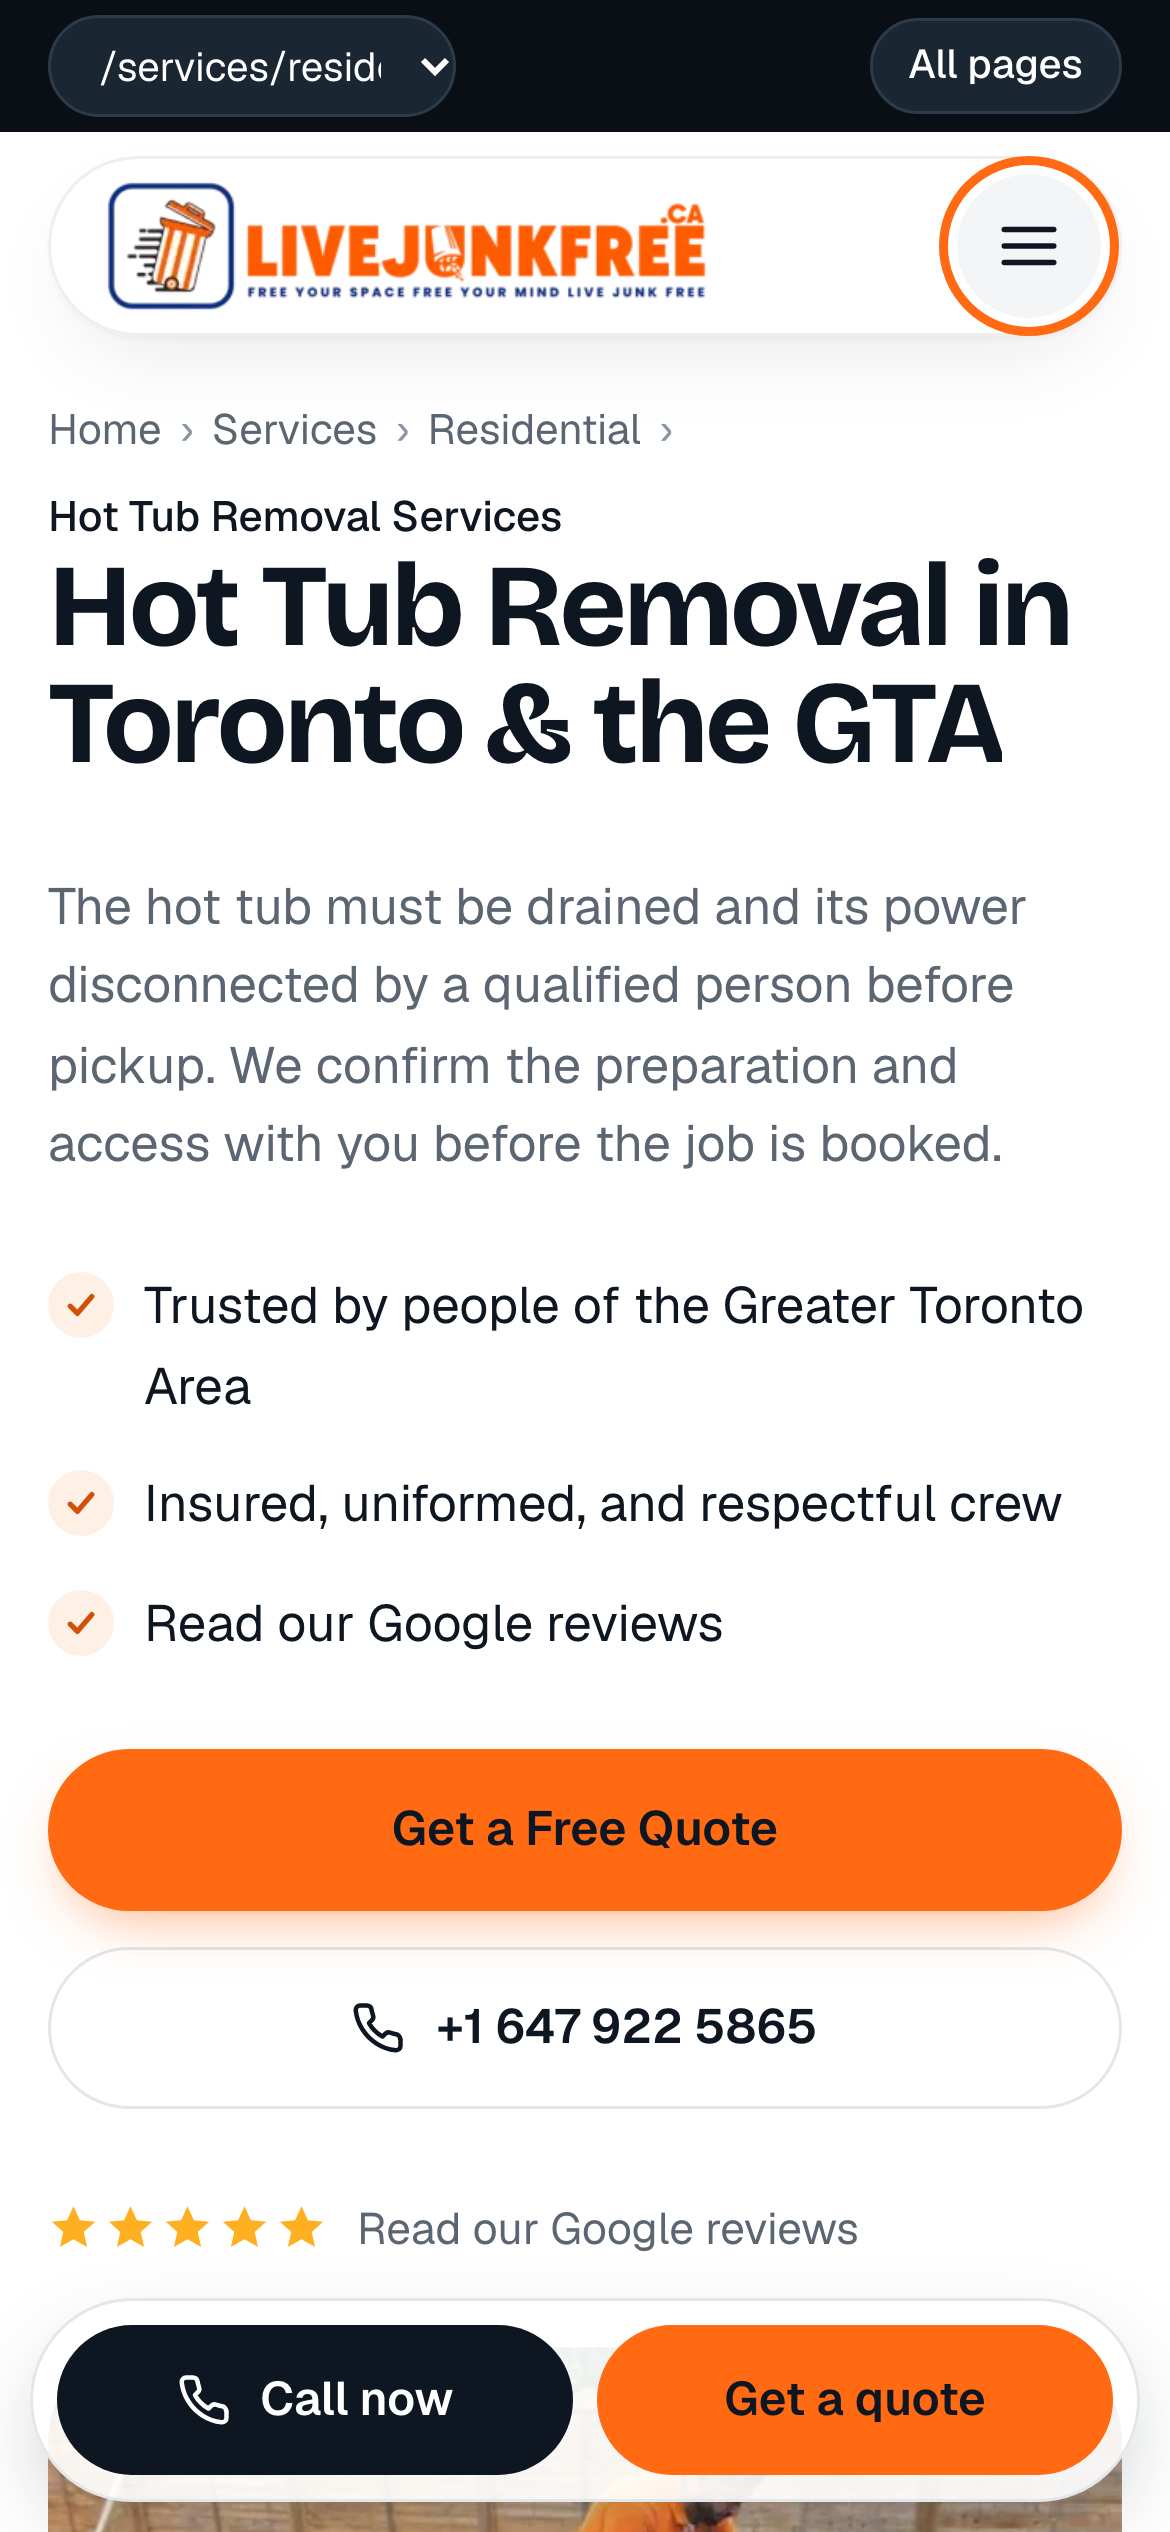 /services/resid
All pages
LIVEJUNKFREE
.CA
FREE YOUR SPACE FREE YOUR MIND LIVE JUNK FREE
Home › Services › Residential ›
Hot Tub Removal Services
Hot Tub Removal in
Toronto & the GTA
The hot tub must be drained and its power
disconnected by a qualified person before
pickup. We confirm the preparation and
access with you before the job is booked.
Trusted by people of the Greater Toronto
Area
Insured, uniformed, and respectful crew
Read our Google reviews
Get a Free Quote
+1 647 922 5865
Read our Google reviews
Call now
Get a quote